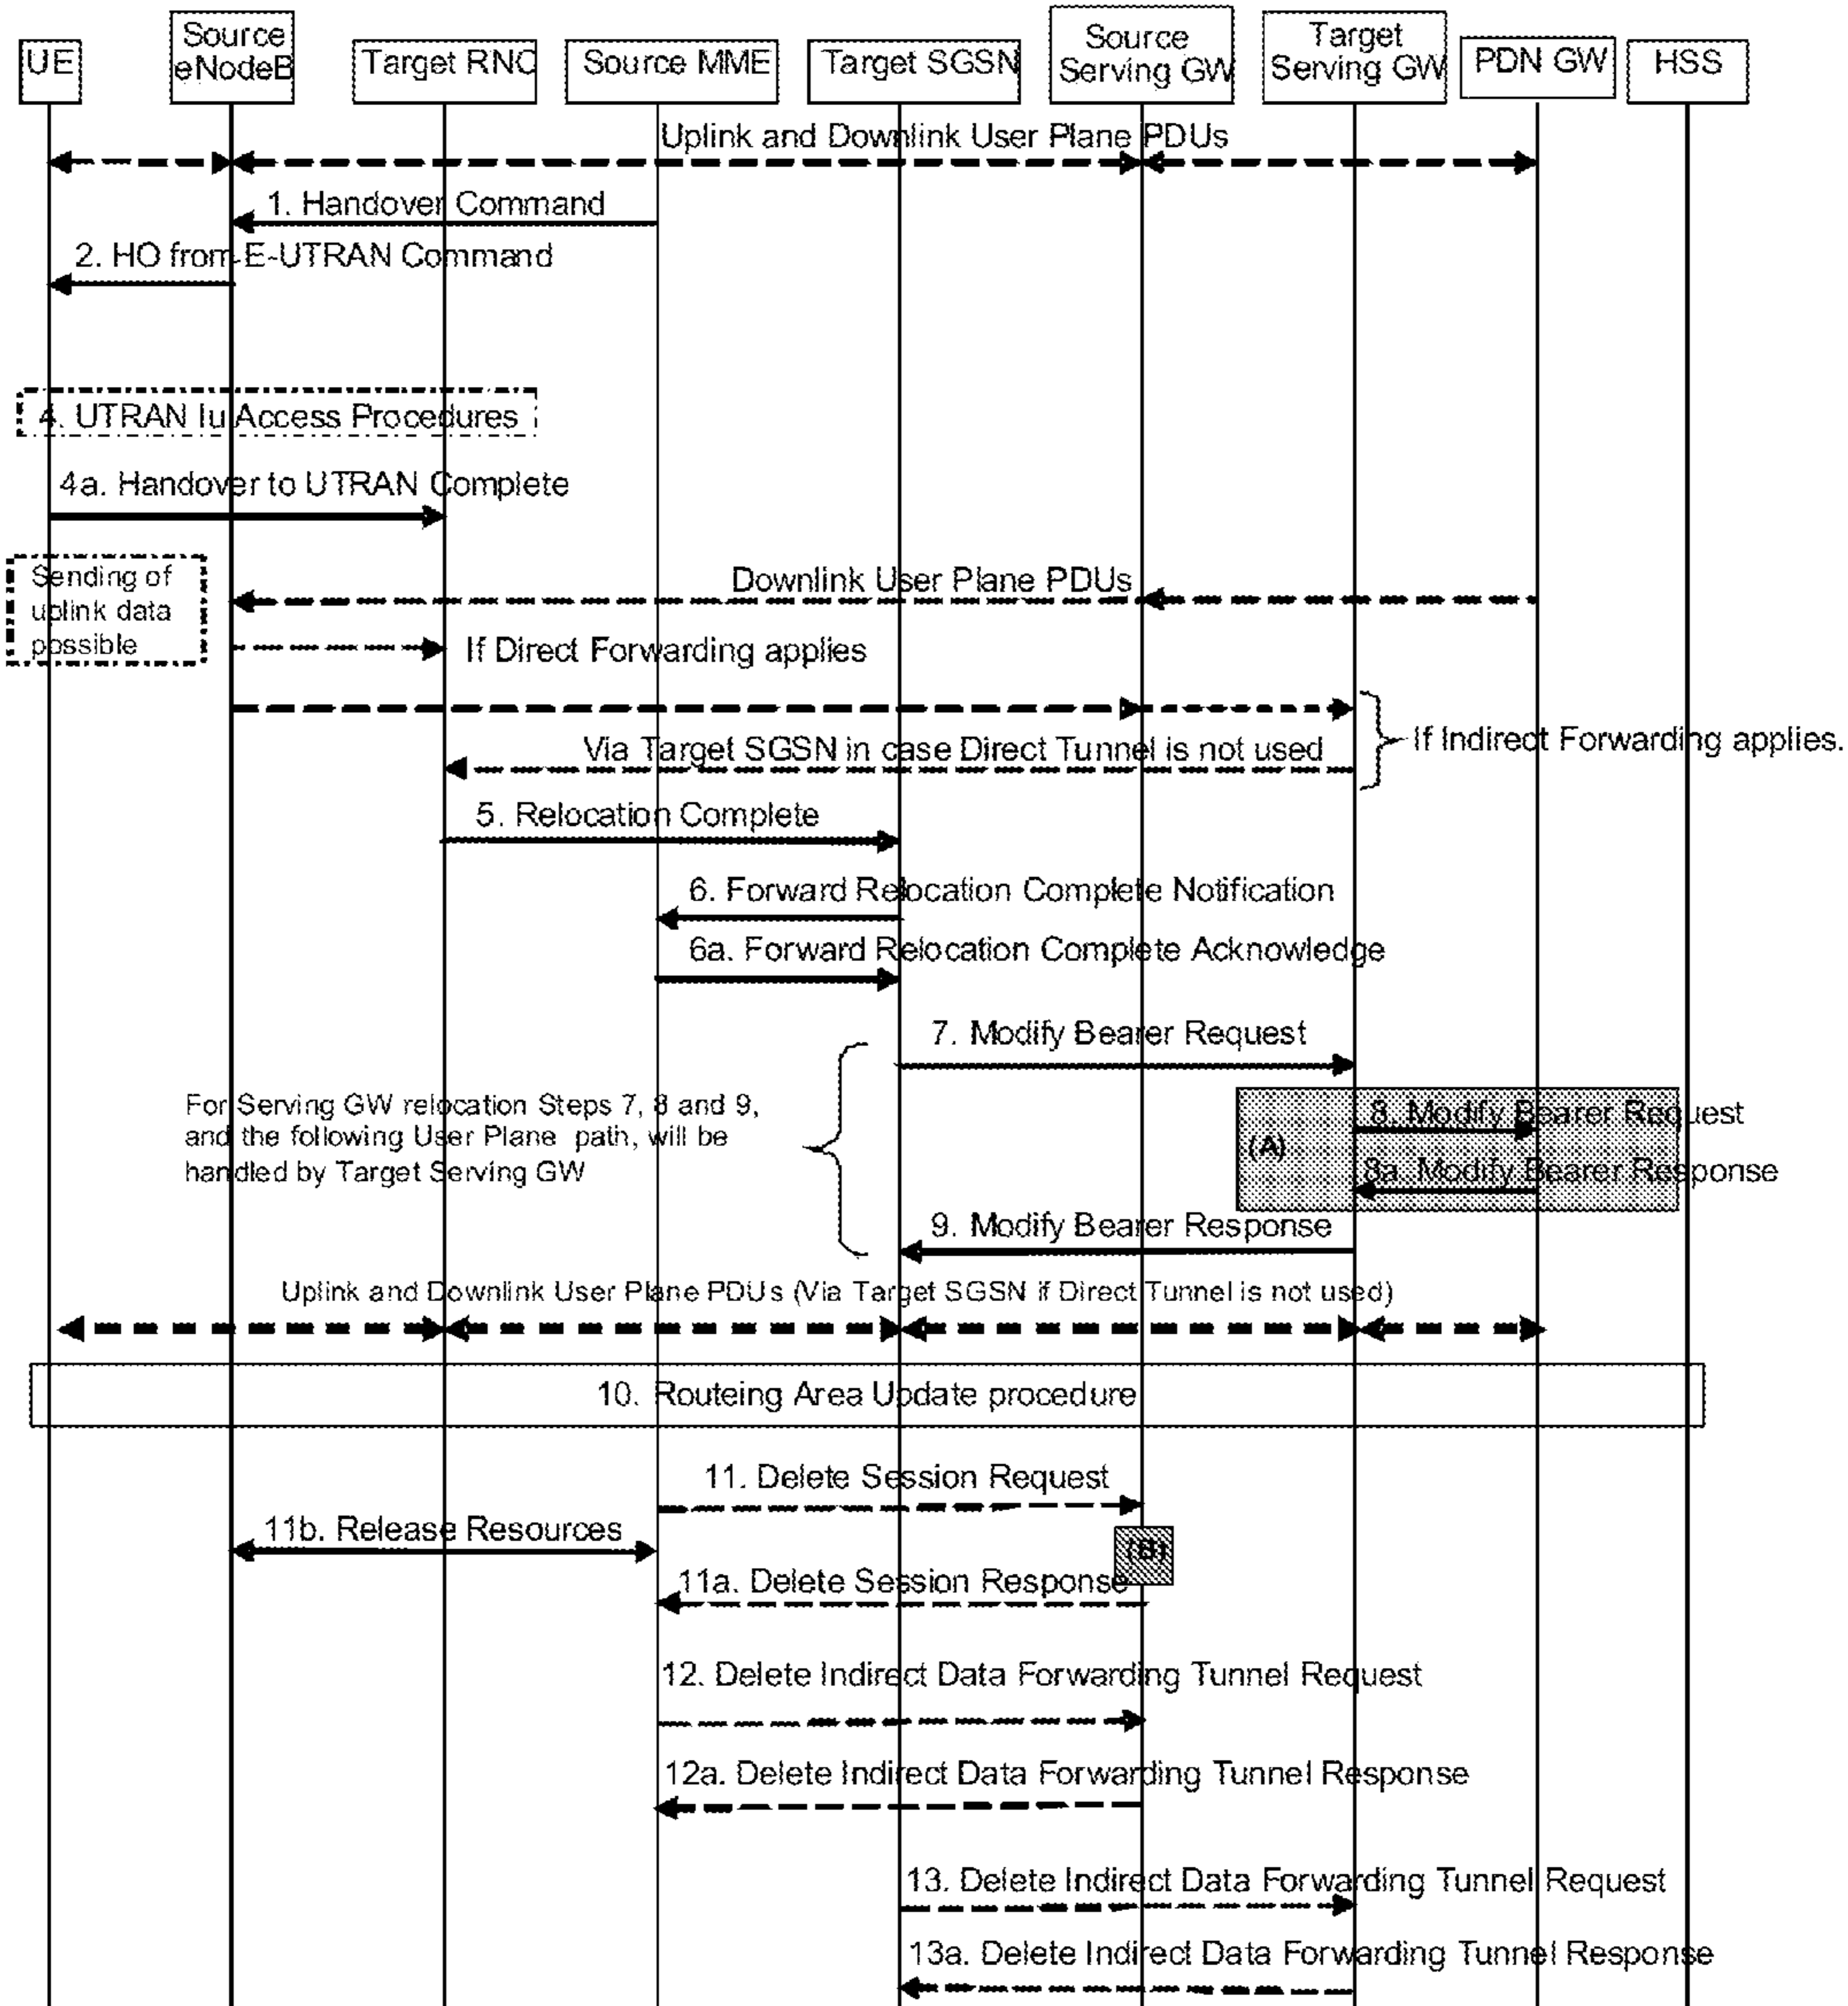 UE
Source
eNodeB
Target RNC
Source MME
Target SGSN
Source
Serving GW
Target
Serving GW
PDN GW
HSS
Uplink and Downlink User Plane PDUs
1. Handover Command
2. HO from E-UTRAN Command
4. UTRAN Iu Access Procedures
4a. Handover to UTRAN Complete
Sending of
uplink data
possible
Downlink User Plane PDUs
If Direct Forwarding applies
Via Target SGSN in case Direct Tunnel is not used
If Indirect Forwarding applies.
5. Relocation Complete
6. Forward Relocation Complete Notification
6a. Forward Relocation Complete Acknowledge
7. Modify Bearer Request
For Serving GW relocation Steps 7, 8 and 9,
and the following User Plane path, will be
handled by Target Serving GW
8. Modify Bearer Request
(A)
8a. Modify Bearer Response
9. Modify Bearer Response
Uplink and Downlink User Plane PDUs (Via Target SGSN if Direct Tunnel is not used)
10. Routeing Area Update procedure
11. Delete Session Request
11b. Release Resources
(B)
11a. Delete Session Response
12. Delete Indirect Data Forwarding Tunnel Request
12a. Delete Indirect Data Forwarding Tunnel Response
13. Delete Indirect Data Forwarding Tunnel Request
13a. Delete Indirect Data Forwarding Tunnel Response